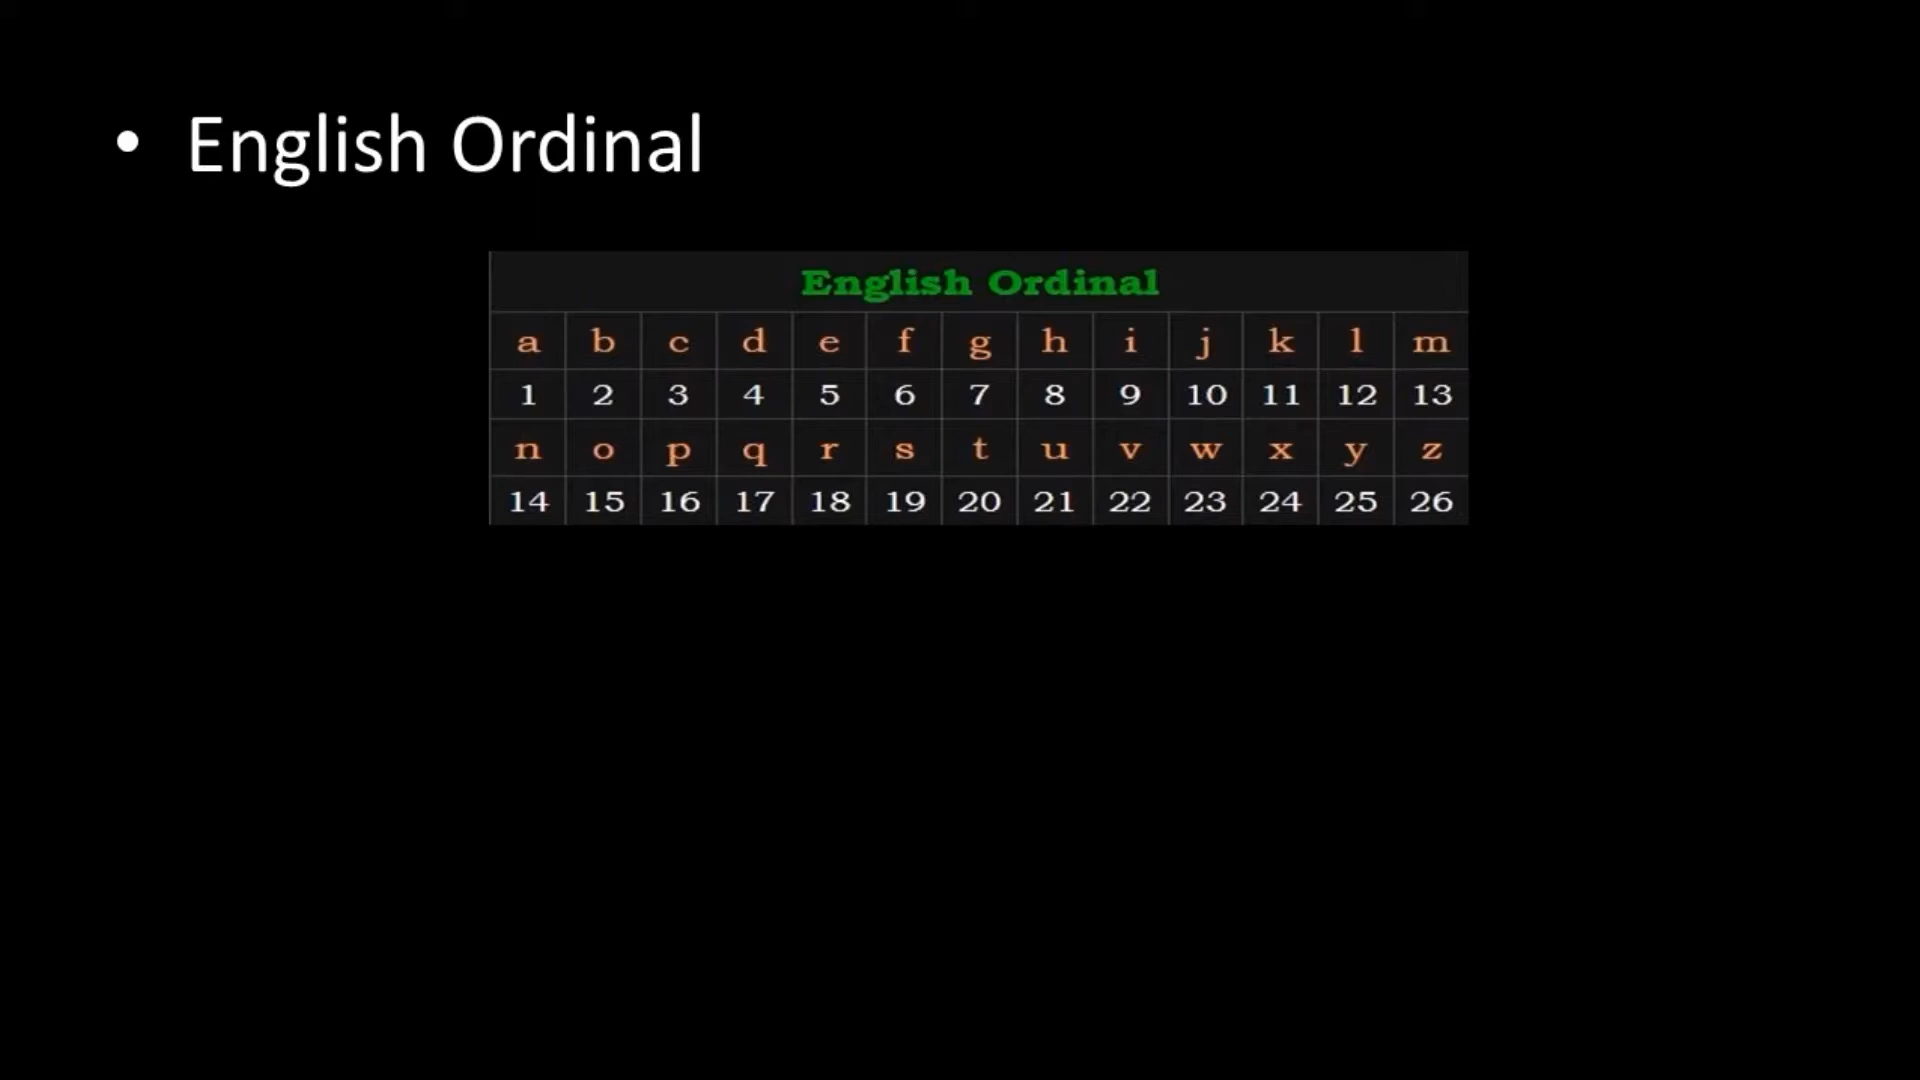 • English Ordinal
English Ordinal
a b c d e f g h i j k l m
1 2 3 4 5 6 7 8 9 10 11 12 13
n o p q r s t u v w x y z
14 15 16 17 18 19 20 21 22 23 24 25 26